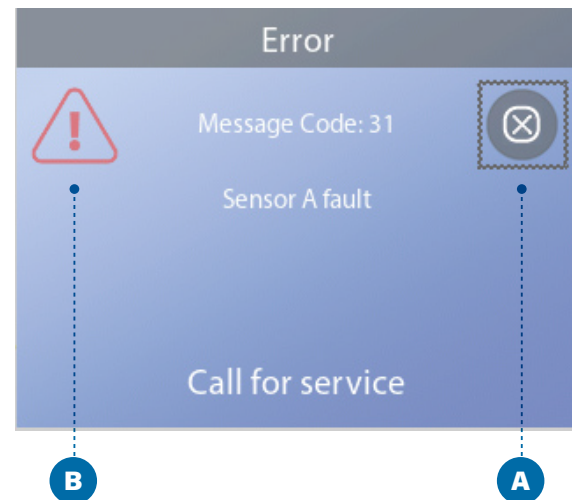 Error
Message Code: 31
Sensor A fault
Call for service
B
A